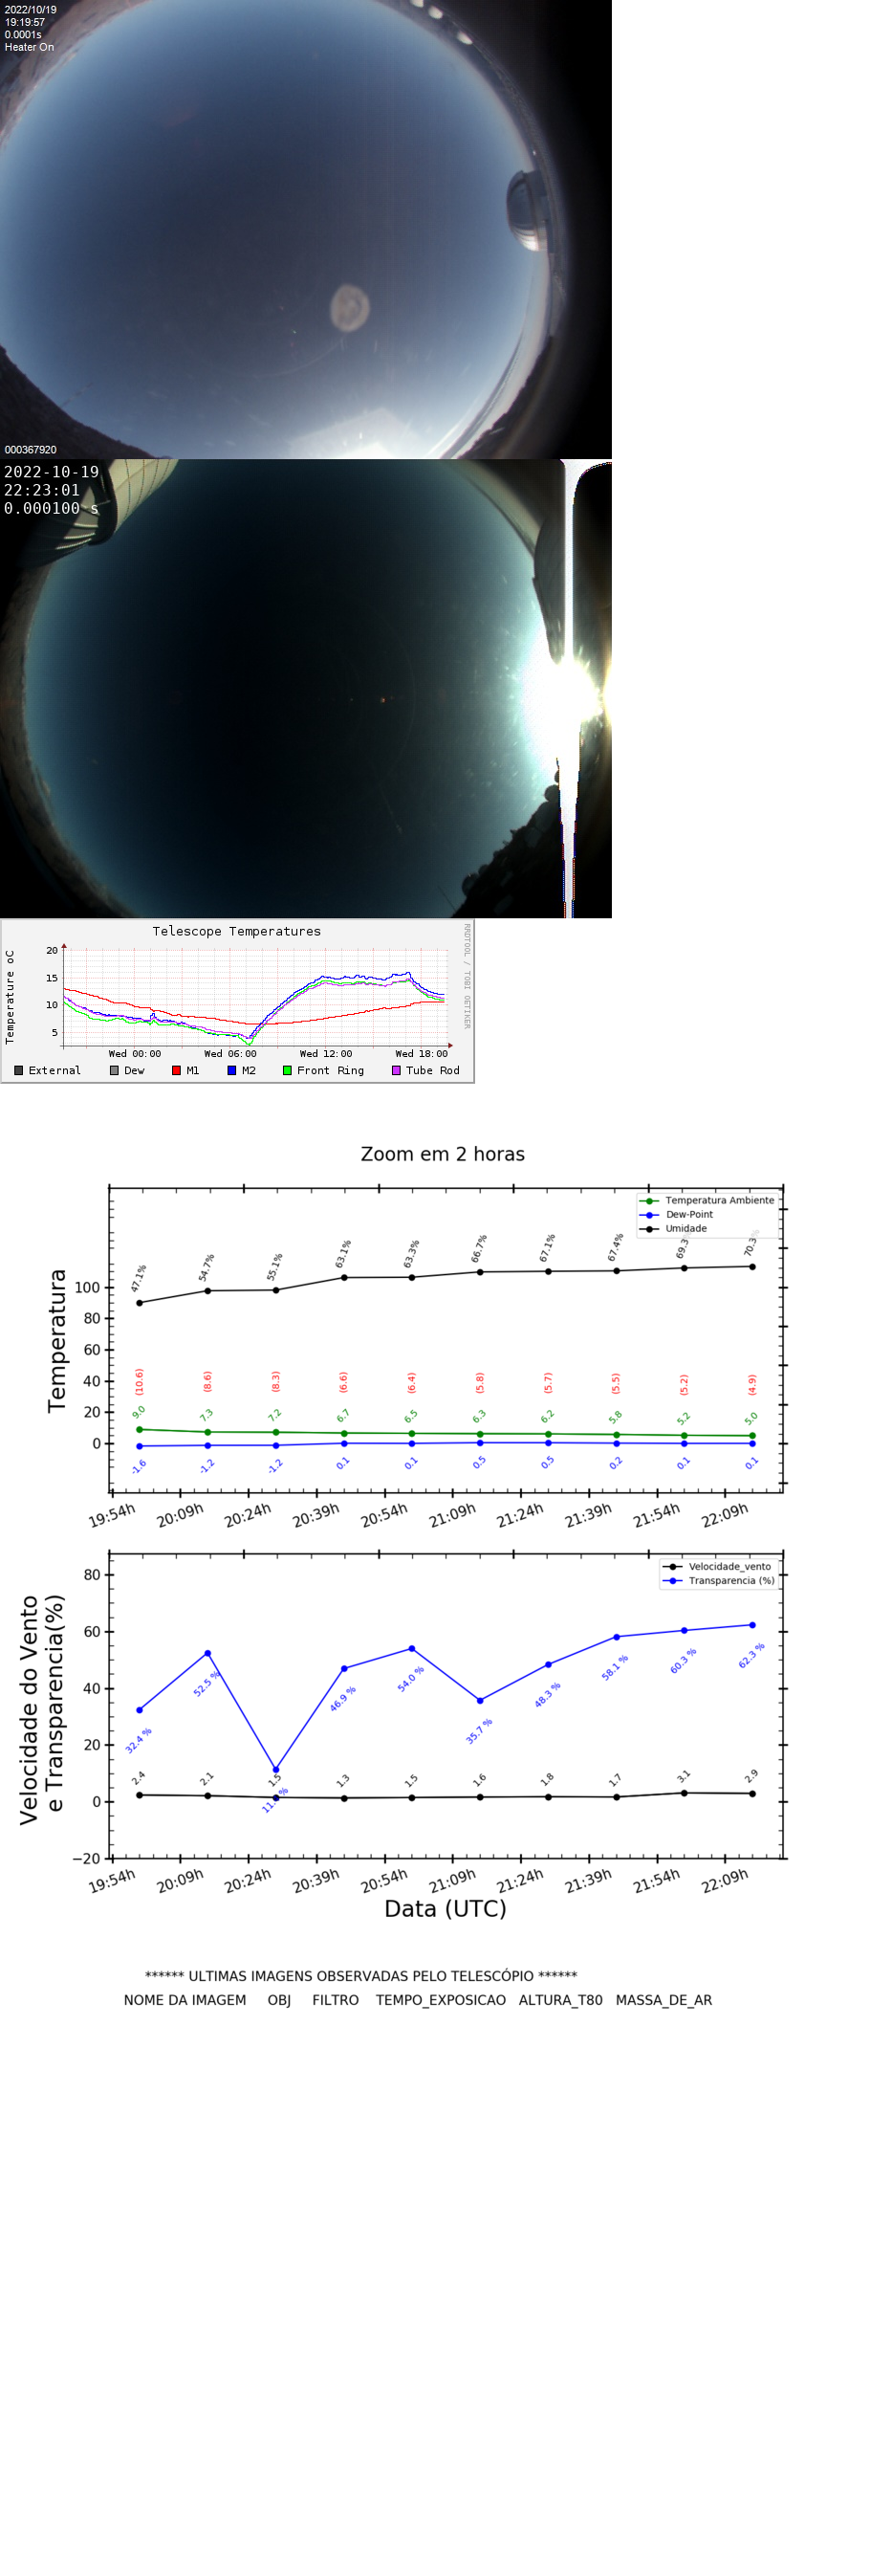 2022/10/19
19:19:57
0.0001s
Heater On
000367920
2022-10-19
22:23:01
0.000100 s
Telescope Temperatures
Temperature oC
RRDTOOL / TOBI OETIKER
20
15
10
5
Wed 00:00 Wed 06:00 Wed 12:00 Wed 18:00
External Dew M1 M2 Front Ring Tube Rod
Zoom em 2 horas
Temperatura
Temperatura Ambiente
Dew-Point
Umidade
100
80
60
40
20
0
47.1% 54.7% 55.1% 63.1% 63.3% 66.7% 67.1% 67.4% 69.3 70.3%
(10.6) (8.6) (8.3) (6.6) (6.4) (5.8) (5.7) (5.5) (5.2) (4.9)
9.0 7.3 7.2 6.7 6.5 6.3 6.2 5.8 5.2 5.0
-1.6 -1.2 -1.2 0.1 0.1 0.5 0.5 0.2 0.1 0.1
19:54h 20:09h 20:24h 20:39h 20:54h 21:09h 21:24h 21:39h 21:54h 22:09h
Velocidade do Vento
e Transparencia(%)
Velocidade_vento
Transparencia (%)
80
60
40
20
0
−20
32.4 % 52.5 % 46.9 % 54.0 % 35.7 % 48.3 % 58.1 % 60.3 % 62.3 %
2.4 2.1 1.5 1.3 1.5 1.6 1.8 1.7 3.1 2.9
19:54h 20:09h 20:24h 20:39h 20:54h 21:09h 21:24h 21:39h 21:54h 22:09h
Data (UTC)
****** ULTIMAS IMAGENS OBSERVADAS PELO TELESCÓPIO ******
NOME DA IMAGEM OBJ FILTRO TEMPO_EXPOSICAO ALTURA_T80 MASSA_DE_AR